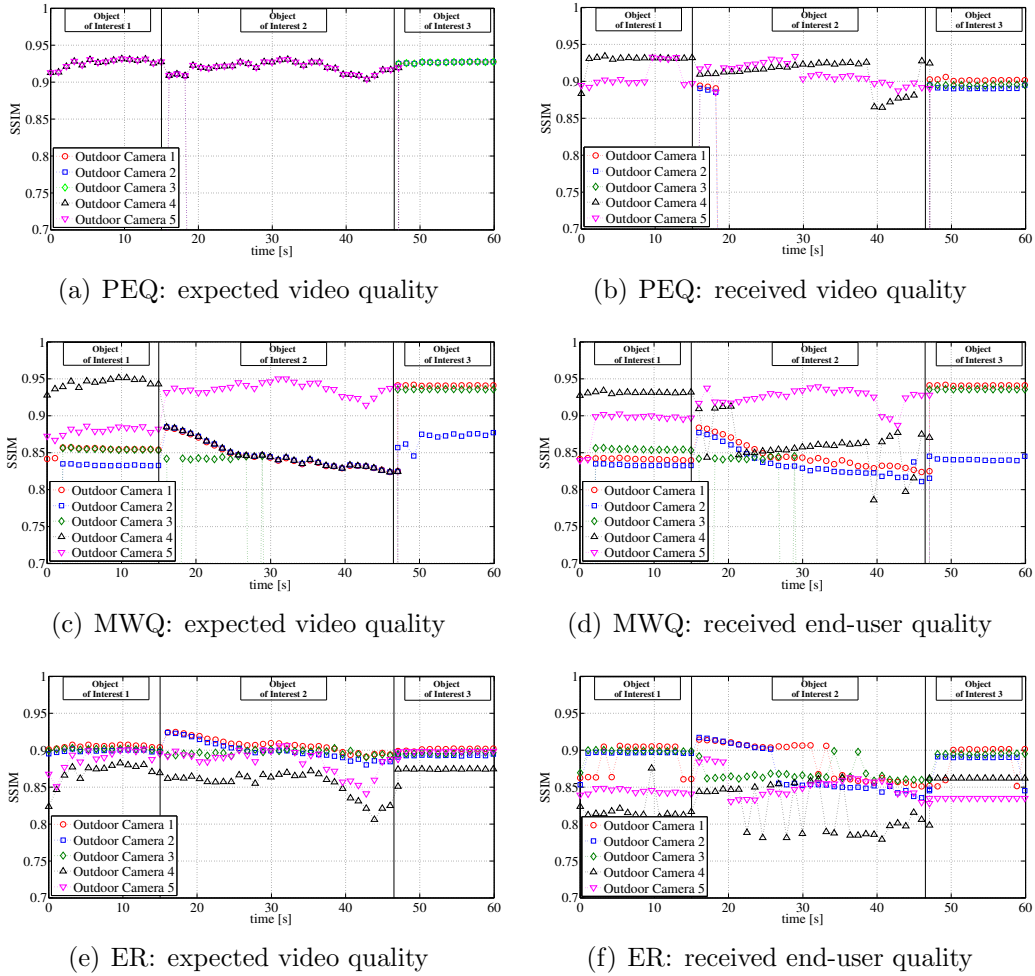 Object
of Interest 1
Object
of Interest 2
Object
of Interest 3
1
0.95
0.9
0.85
0.8
0.75
0.7
SSIM
Outdoor Camera 1
Outdoor Camera 2
Outdoor Camera 3
Outdoor Camera 4
Outdoor Camera 5
0 10 20 30 40 50 60
time [s]
(a) PEQ: expected video quality
Object
of Interest 1
Object
of Interest 2
Object
of Interest 3
1
0.95
0.9
0.85
0.8
0.75
0.7
SSIM
Outdoor Camera 1
Outdoor Camera 2
Outdoor Camera 3
Outdoor Camera 4
Outdoor Camera 5
0 10 20 30 40 50 60
time [s]
(b) PEQ: received video quality
Object
of Interest 1
Object
of Interest 2
Object
of Interest 3
1
0.95
0.9
0.85
0.8
0.75
0.7
SSIM
Outdoor Camera 1
Outdoor Camera 2
Outdoor Camera 3
Outdoor Camera 4
Outdoor Camera 5
0 10 20 30 40 50 60
time [s]
(c) MWQ: expected video quality
Object
of Interest 1
Object
of Interest 2
Object
of Interest 3
1
0.95
0.9
0.85
0.8
0.75
0.7
SSIM
Outdoor Camera 1
Outdoor Camera 2
Outdoor Camera 3
Outdoor Camera 4
Outdoor Camera 5
0 10 20 30 40 50 60
time [s]
(d) MWQ: received end-user quality
Object
of Interest 1
Object
of Interest 2
Object
of Interest 3
1
0.95
0.9
0.85
0.8
0.75
0.7
SSIM
Outdoor Camera 1
Outdoor Camera 2
Outdoor Camera 3
Outdoor Camera 4
Outdoor Camera 5
0 10 20 30 40 50 60
time [s]
(e) ER: expected video quality
Object
of Interest 1
Object
of Interest 2
Object
of Interest 3
1
0.95
0.9
0.85
0.8
0.75
0.7
SSIM
Outdoor Camera 1
Outdoor Camera 2
Outdoor Camera 3
Outdoor Camera 4
Outdoor Camera 5
0 10 20 30 40 50 60
time [s]
(f) ER: received end-user quality